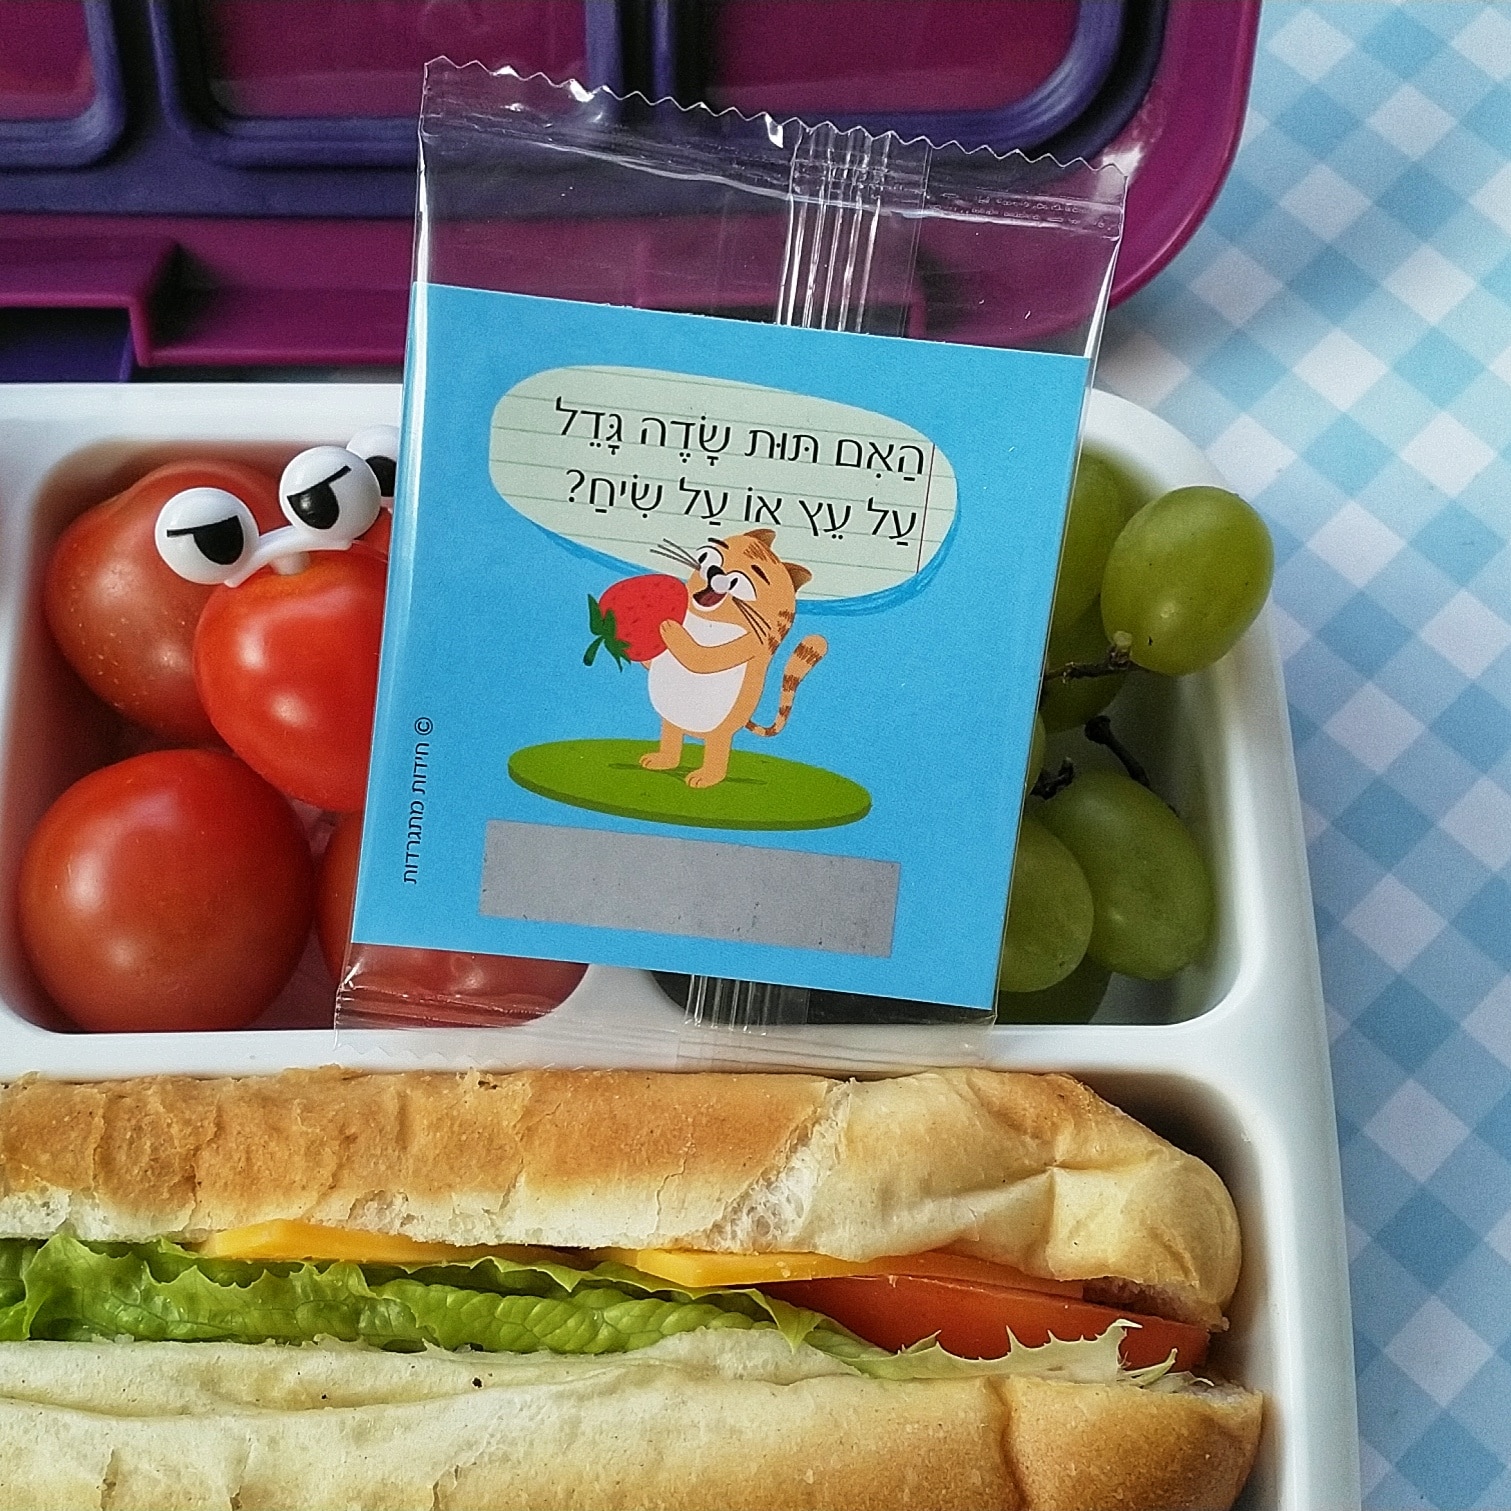 הַאִם תּוּת שָׂדֶה גָּדֵל
עַל עֵץ אוֹ עַל שִׂיחַ?
© חידות מתגרדות